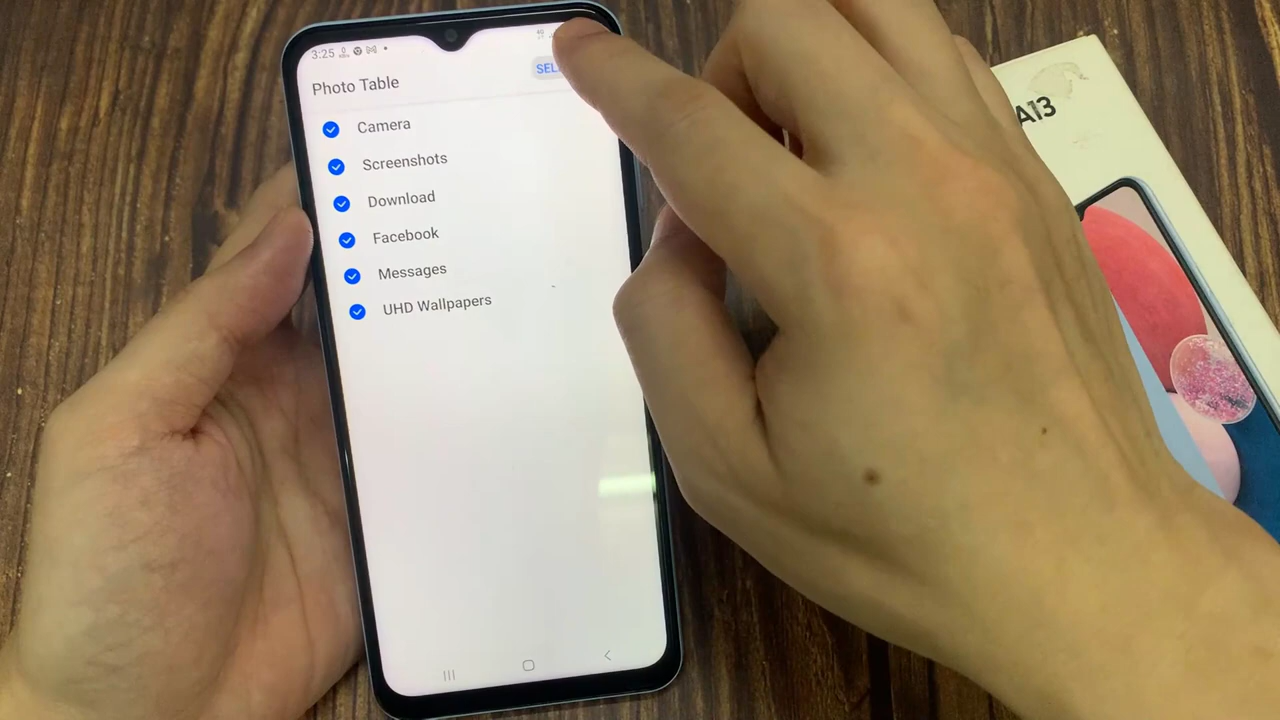 3:25
Photo Table
SEL
Camera
Screenshots
Download
Facebook
Messages
UHD Wallpapers
A13